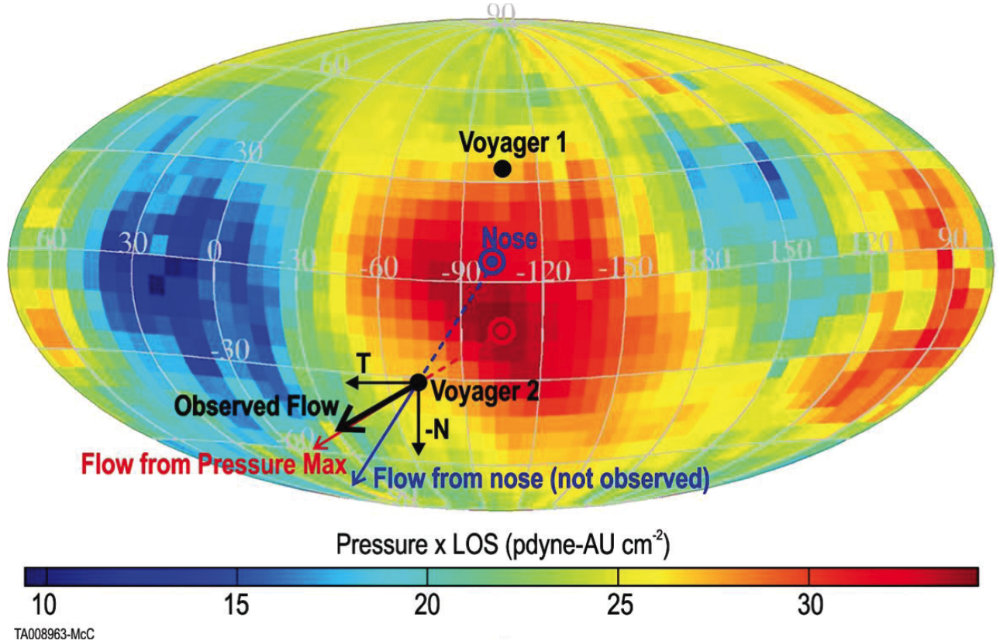 90
60
30
Voyager 1
Nose
60 30 0 -30 -60 -90 -120 -150 180 150 120 90
-30
T
Voyager 2
Observed Flow
-N
-60
Flow from Pressure Max
Flow from nose (not observed)
Pressure x LOS (pdyne-AU cm-2)
10 15 20 25 30
TA008963-McC